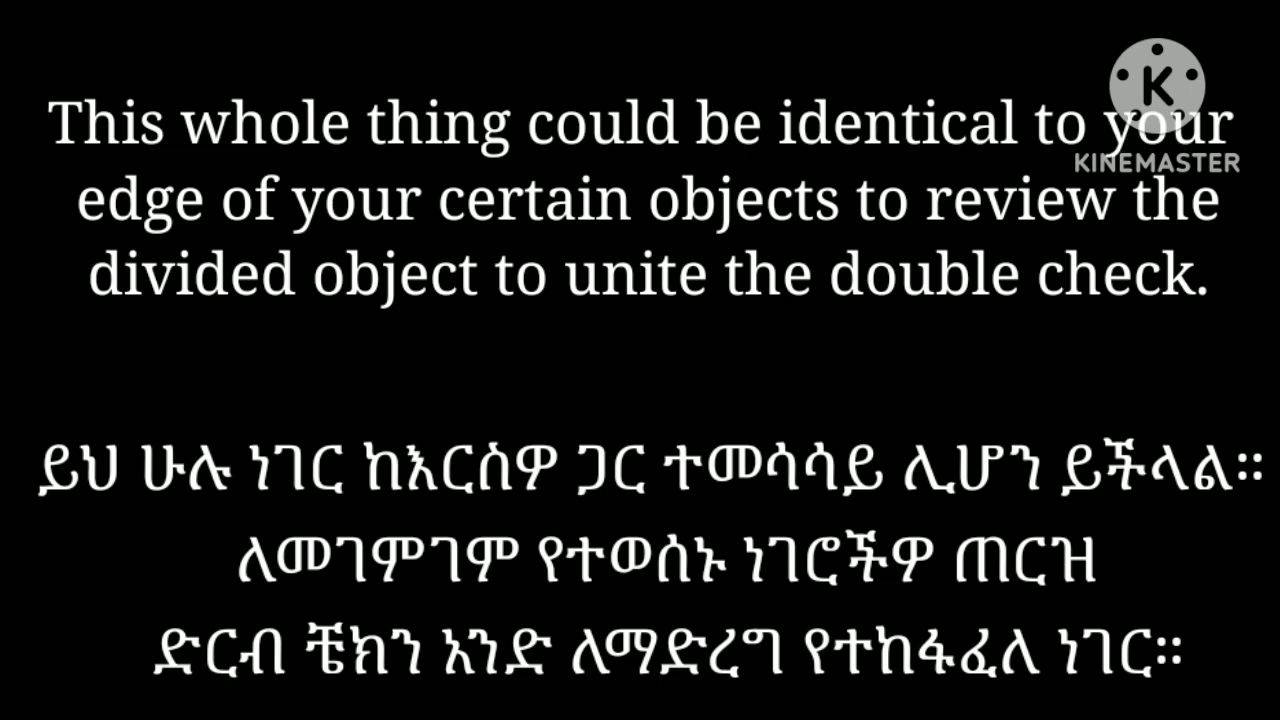 This whole thing could be identical to your
KINEMASTER
edge of your certain objects to review the
divided object to unite the double check.
ይህ ሁሉ ነገር ከእርስዎ ጋር ተመሳሳይ ሊሆን ይችላል።
ለመገምገም የተወሰኑ ነገሮችዎ ጠርዝ
ድርብ ቼክን አንድ ለማድረግ የተከፋፈለ ነገር።